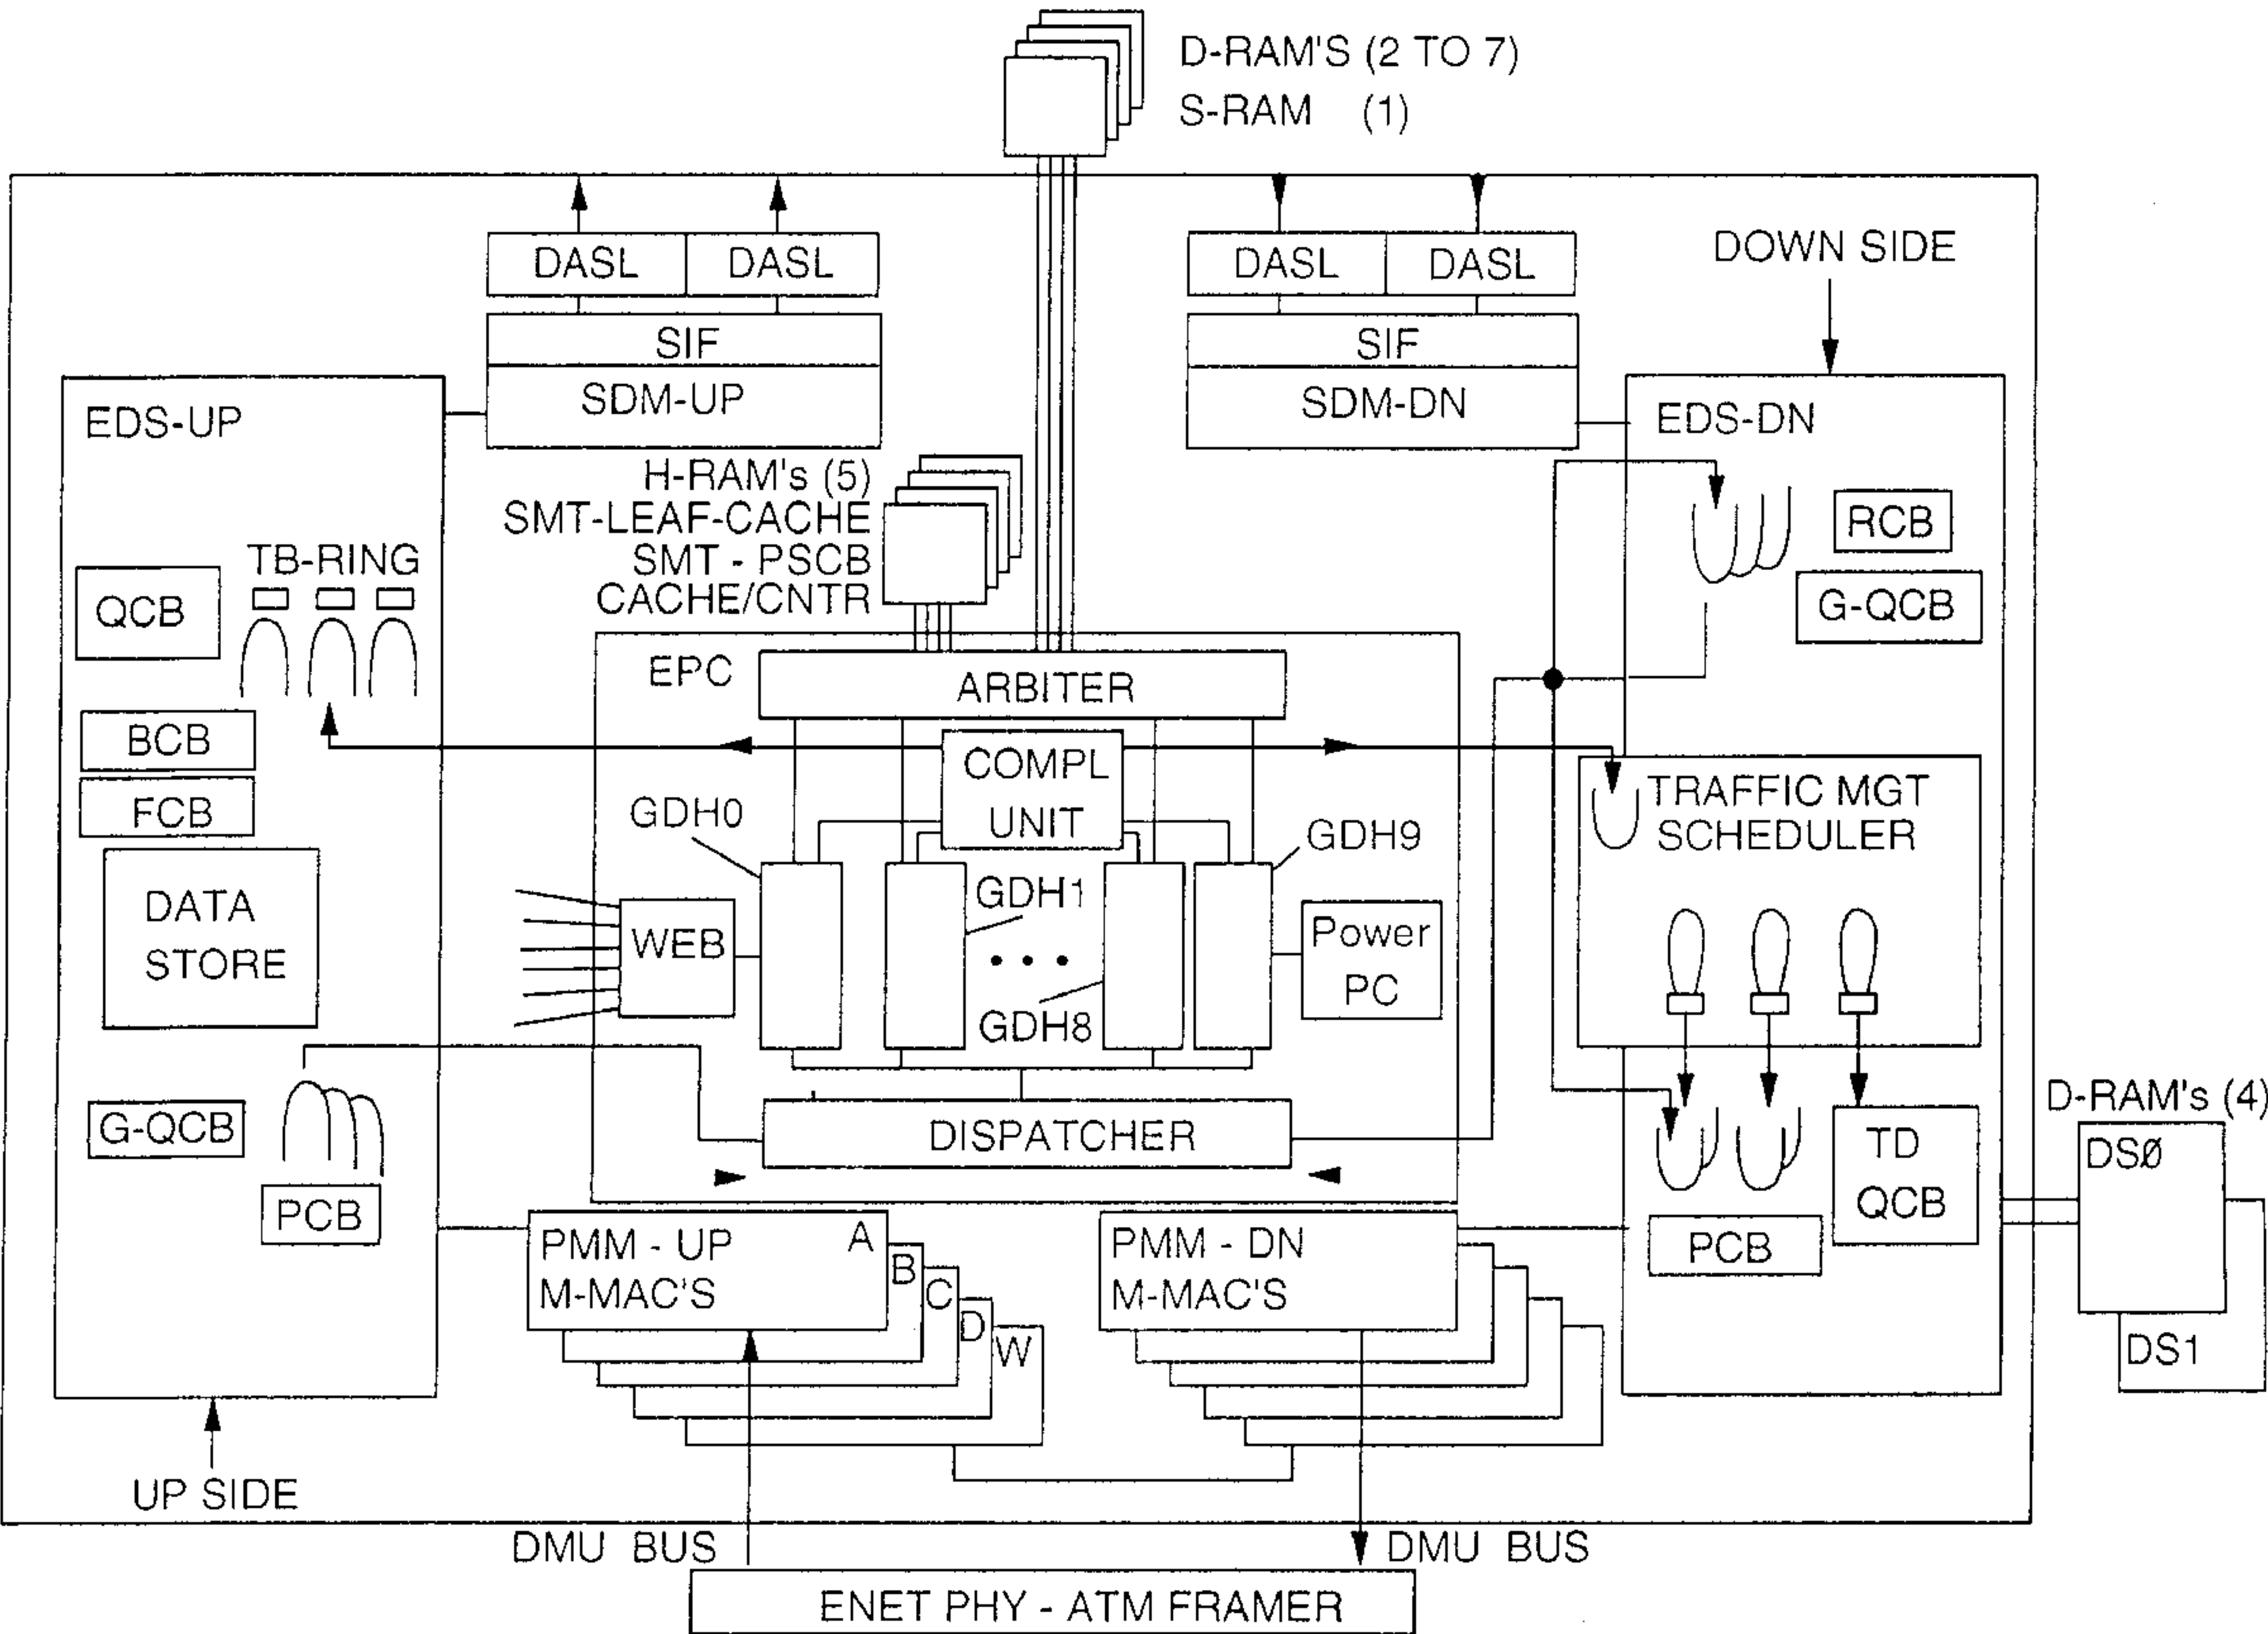 D-RAM'S (2 TO 7)
S-RAM (1)
DASL DASL
SIF
SDM-UP
DASL DASL
SIF
SDM-DN
DOWN SIDE
EDS-UP
H-RAM's (5)
SMT-LEAF-CACHE
SMT - PSCB
CACHE/CNTR
EDS-DN
RCB
G-QCB
TB-RING
QCB
BCB
FCB
DATA
STORE
G-QCB
PCB
UP SIDE
EPC
ARBITER
COMPL
UNIT
GDH0
GDH1
GDH8
GDH9
WEB
Power
PC
DISPATCHER
TRAFFIC MGT
SCHEDULER
TD
QCB
PCB
D-RAM's (4)
DSØ
DS1
PMM - UP A
M-MAC'S
B
C
D
W
PMM - DN
M-MAC'S
DMU BUS
DMU BUS
ENET PHY - ATM FRAMER